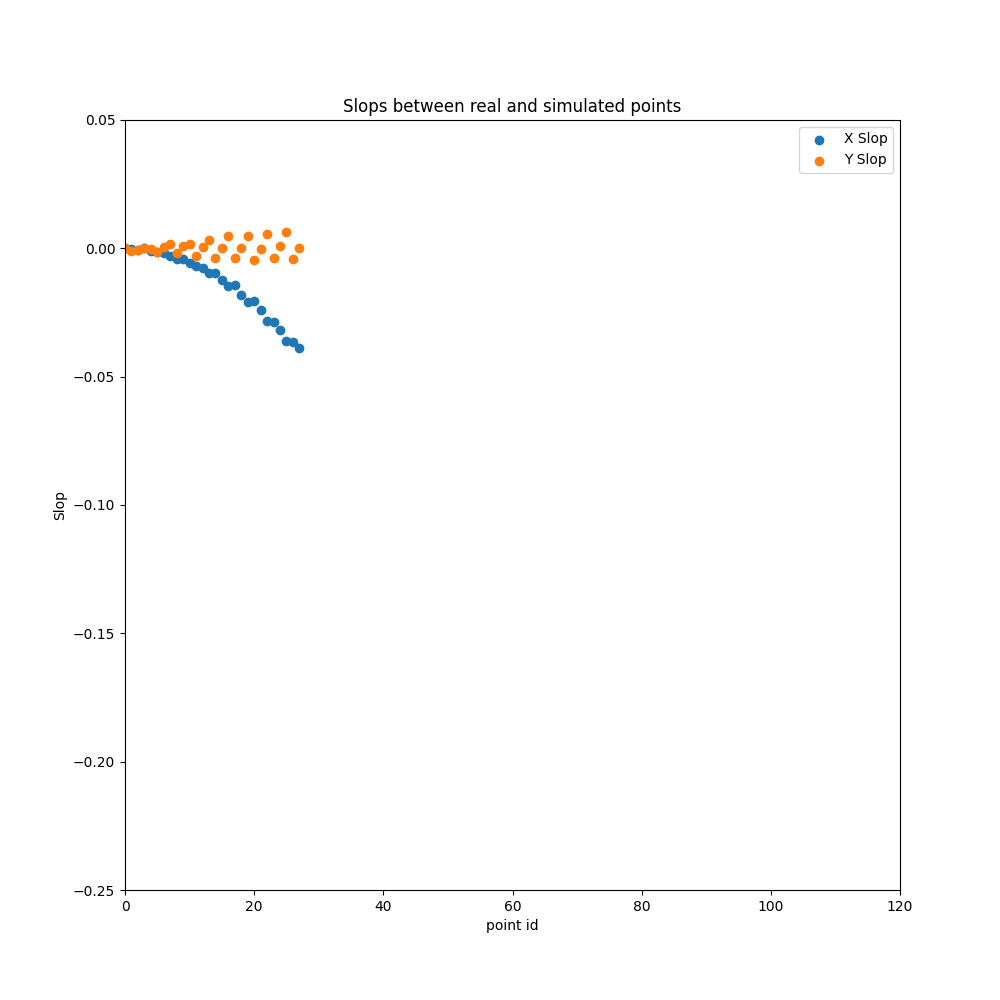 Slops between real and simulated points
X Slop
Y Slop
0.05
0.00
−0.05
−0.10
−0.15
−0.20
−0.25
Slop
0 20 40 60 80 100 120
point id